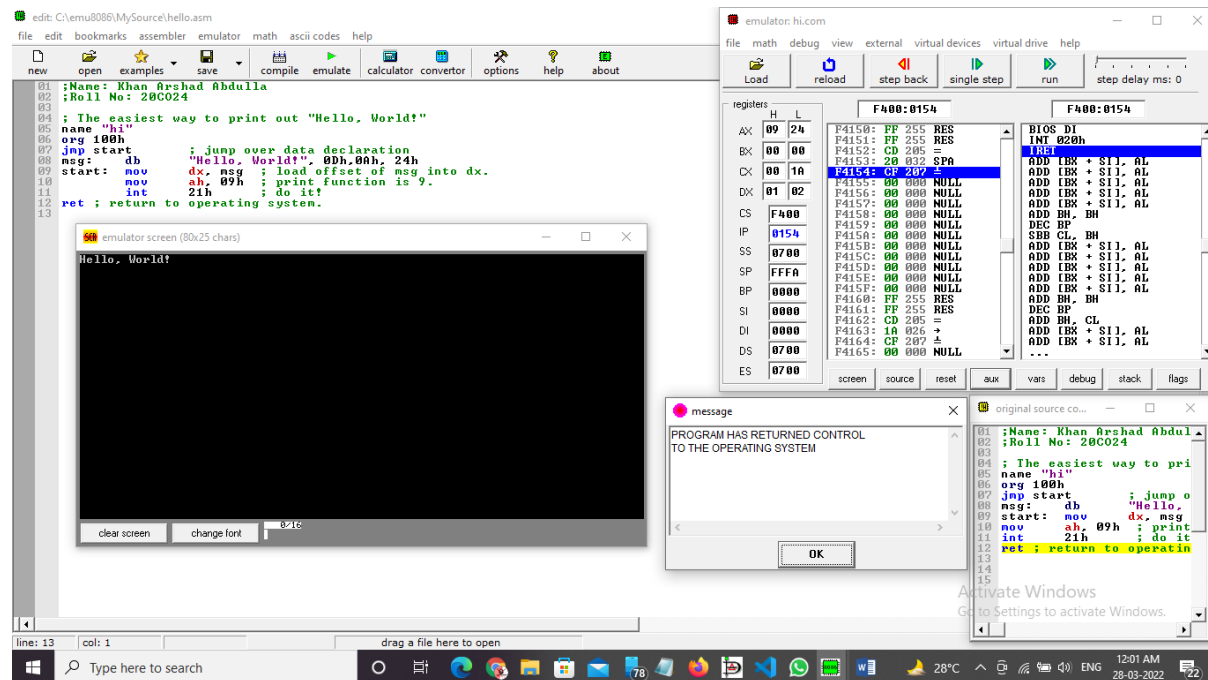 edit: C:\emu8086\MySource\hello.asm
file edit bookmarks assembler emulator math ascii codes help
new open examples save compile emulate calculator convertor options help about
01 ;Name: Khan Arshad Abdulla
02 ;Roll No: 20CO24
03
04 ; The easiest way to print out "Hello, World!"
05 name "hi"
06 org 100h
07 jmp start ; jump over data declaration
08 msg: db "Hello, World!", 0Dh,0Ah, 24h
09 start: mov dx, msg ; load offset of msg into dx.
10 mov ah, 09h ; print function is 9.
11 int 21h ; do it!
12 ret ; return to operating system.
13
emulator screen (80x25 chars)
Hello, World!
clear screen change font 0/16
line: 13 col: 1 drag a file here to open
emulator: hi.com
file math debug view external virtual devices virtual drive help
Load reload step back single step run step delay ms: 0
registers
H L
F400:0154 F400:0154
AX 09 24
BX 00 00
CX 00 1A
DX 01 02
CS F400
IP 0154
SS 0700
SP FFFA
BP 0000
SI 0000
DI 0000
DS 0700
ES 0700
F4150: FF 255 RES
F4151: FF 255 RES
F4152: CD 205 =
F4153: 20 032 SPA
F4154: CF 207 ╧
F4155: 00 000 NULL
F4156: 00 000 NULL
F4157: 00 000 NULL
F4158: 00 000 NULL
F4159: 00 000 NULL
F415A: 00 000 NULL
F415B: 00 000 NULL
F415C: 00 000 NULL
F415D: 00 000 NULL
F415E: 00 000 NULL
F415F: 00 000 NULL
F4160: FF 255 RES
F4161: FF 255 RES
F4162: CD 205 =
F4163: 1A 026 →
F4164: CF 207 ╧
F4165: 00 000 NULL
BIOS DI
INT 020h
IRET
ADD [BX + SI], AL
ADD [BX + SI], AL
ADD [BX + SI], AL
ADD [BX + SI], AL
ADD [BX + SI], AL
ADD BH, BH
DEC BP
SBB CL, BH
ADD [BX + SI], AL
ADD [BX + SI], AL
ADD [BX + SI], AL
ADD [BX + SI], AL
ADD [BX + SI], AL
ADD BH, BH
DEC BP
ADD BH, CL
ADD [BX + SI], AL
ADD [BX + SI], AL
...
screen source reset aux vars debug stack flags
message
PROGRAM HAS RETURNED CONTROL
TO THE OPERATING SYSTEM
OK
original source co...
01 ;Name: Khan Arshad Abdul
02 ;Roll No: 20CO24
03
04 ; The easiest way to pri
05 name "hi"
06 org 100h
07 jmp start ; jump o
08 msg: db "Hello,
09 start: mov dx, msg
10 mov ah, 09h ; print
11 int 21h ; do it
12 ret ; return to operatin
13
14
15
Activate Windows
Go to Settings to activate Windows.
Type here to search
78
28°C
ENG
12:01 AM
28-03-2022
22